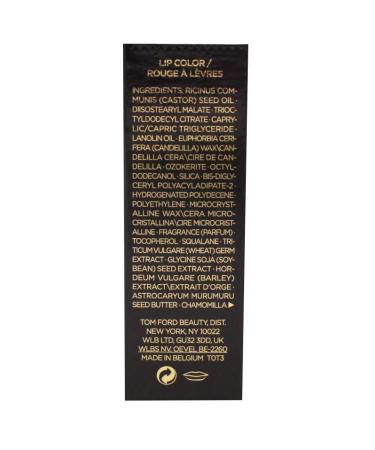 LIP COLOR /
ROUGE À LÈVRES
INGREDIENTS: RICINUS COM-
MUNIS (CASTOR) SEED OIL •
DIISOSTEARYL MALATE • TRIOC-
TYLDODECYL CITRATE • CAPRY-
LIC/CAPRIC TRIGLYCERIDE •
LANOLIN OIL • EUPHORBIA CERI-
FERA (CANDELILLA) WAX\CAN-
DELILLA CERA\CIRE DE CAN-
DELILLA • OZOKERITE • OCTYL-
DODECANOL • SILICA • BIS-DIGLY-
CERYL POLYACYLADIPATE-2 •
HYDROGENATED POLYDECENE •
POLYETHYLENE • MICROCRYST-
ALLINE WAX\CERA MICRO-
CRISTALLINA\CIRE MICROCRIST-
ALLINE • FRAGRANCE (PARFUM) •
TOCOPHEROL • SQUALANE • TRI-
TICUM VULGARE (WHEAT) GERM
EXTRACT • GLYCINE SOJA (SOY-
BEAN) SEED EXTRACT • HOR-
DEUM VULGARE (BARLEY)
EXTRACT\EXTRAIT D'ORGE •
ASTROCARYUM MURUMURU
SEED BUTTER • CHAMOMILLA ▶
TOM FORD BEAUTY, DIST.
NEW YORK, NY 10022
WLB LTD, GU32 3DD, UK
WLBS NV. OEVEL BE-2260
MADE IN BELGIUM T0T3